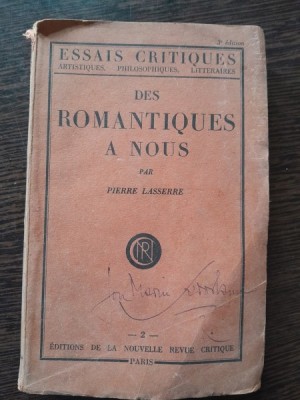 3e édition
ESSAIS CRITIQUES
ARTISTIQUES, PHILOSOPHIQUES, LITTÉRAIRES
DES
ROMANTIQUES
A NOUS
PAR
PIERRE LASSERRE
Marin
— 2 —
ÉDITIONS DE LA NOUVELLE REVUE CRITIQUE
PARIS